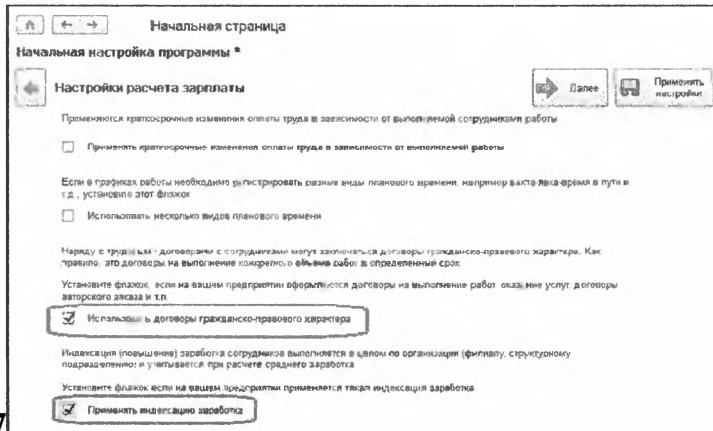 Начальная страница
Начальная настройка программы *
Настройки расчета зарплаты
Далее
Применить
настройки
Применяются краткосрочные изменения оплаты труда в зависимости от выполняемой сотрудниками работы
Применять краткосрочные изменения оплаты труда в зависимости от выполняемой работы
Если в графиках работы необходимо регистрировать разные виды планового времени, например вахта-явка-время в пути и
т.д., установите этот флажок
Использовать несколько видов планового времени
Наряду с трудовыми договорами с сотрудниками могут заключаться договоры гражданско-правового характера. Как
правило, это договоры на выполнение конкретного объема работ в определенный срок
Установите флажок, если на вашем предприятии оформляются договоры на выполнение работ, оказание услуг, договоры
авторского заказа и т.п.
Использовать договоры гражданско-правового характера
Индексация (повышение) заработка сотрудников выполняется в целом по организации (филиалу, структурному
подразделению) и учитывается при расчете среднего заработка
Установите флажок если на вашем предприятии применяется такая индексация заработка
Применять индексацию заработка